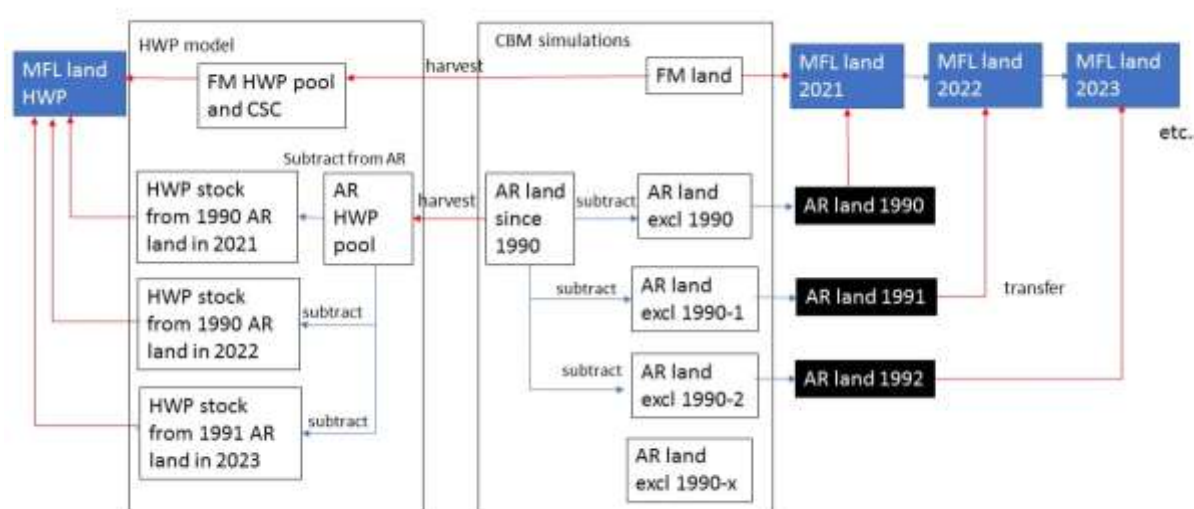 HWP model
CBM simulations
MFL land
HWP
FM HWP pool
and CSC
harvest
FM land
MFL land
2021
MFL land
2022
MFL land
2023
etc.
Subtract from AR
HWP stock
from 1990 AR
land in 2021
AR
HWP
pool
harvest
AR land
since
1990
subtract
AR land
excl 1990
AR land 1990
HWP stock
from 1990 AR
land in 2022
subtract
subtract
AR land
excl 1990-1
AR land 1991
transfer
HWP stock
from 1991 AR
land in 2023
subtract
subtract
AR land
excl 1990-2
AR land 1992
AR land
excl 1990-x